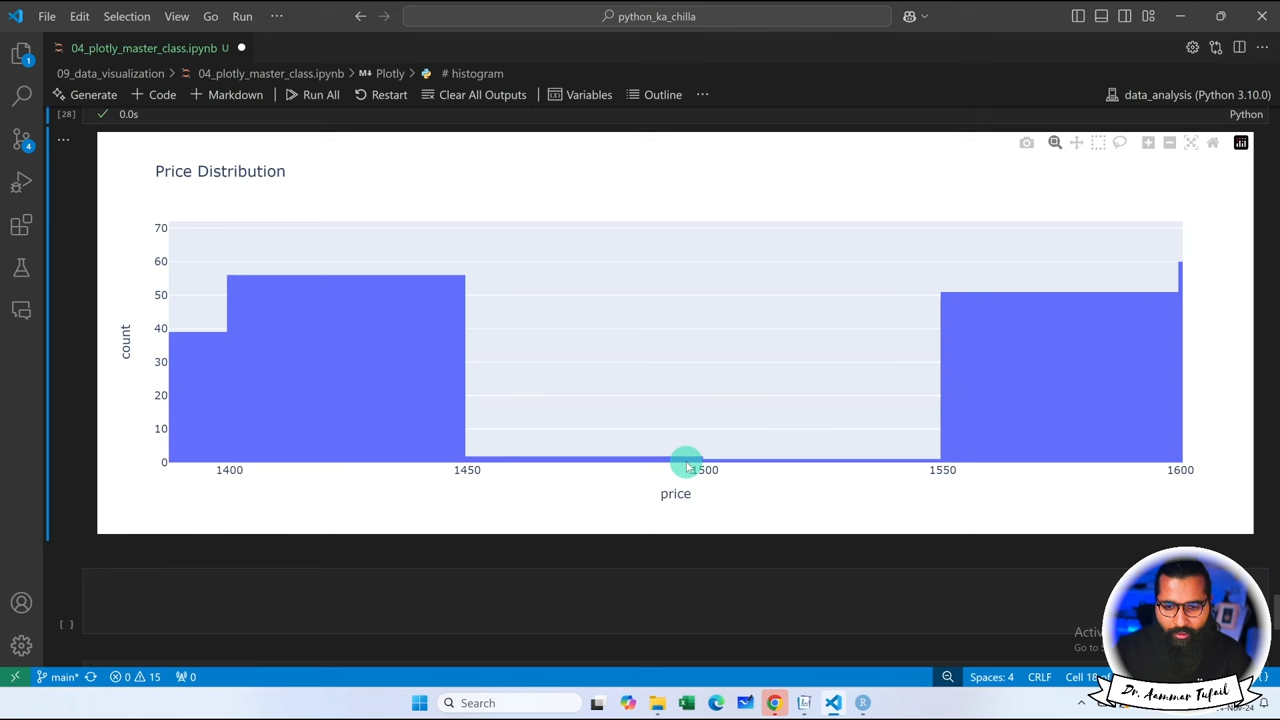 File Edit Selection View Go Run ··· python_ka_chilla
04_plotly_master_class.ipynb U
09_data_visualization > 04_plotly_master_class.ipynb > M↓ Plotly > # histogram
Generate + Code + Markdown Run All Restart Clear All Outputs Variables Outline ··· data_analysis (Python 3.10.0)
[28] ✓ 0.0s Python
Price Distribution
70
60
50
40
30
20
10
0
count
1400 1450 1500 1550 1600
price
[ ]
Go to S
main* 0 15 0 Spaces: 4 CRLF
Search
Dr. Aammar Tufail